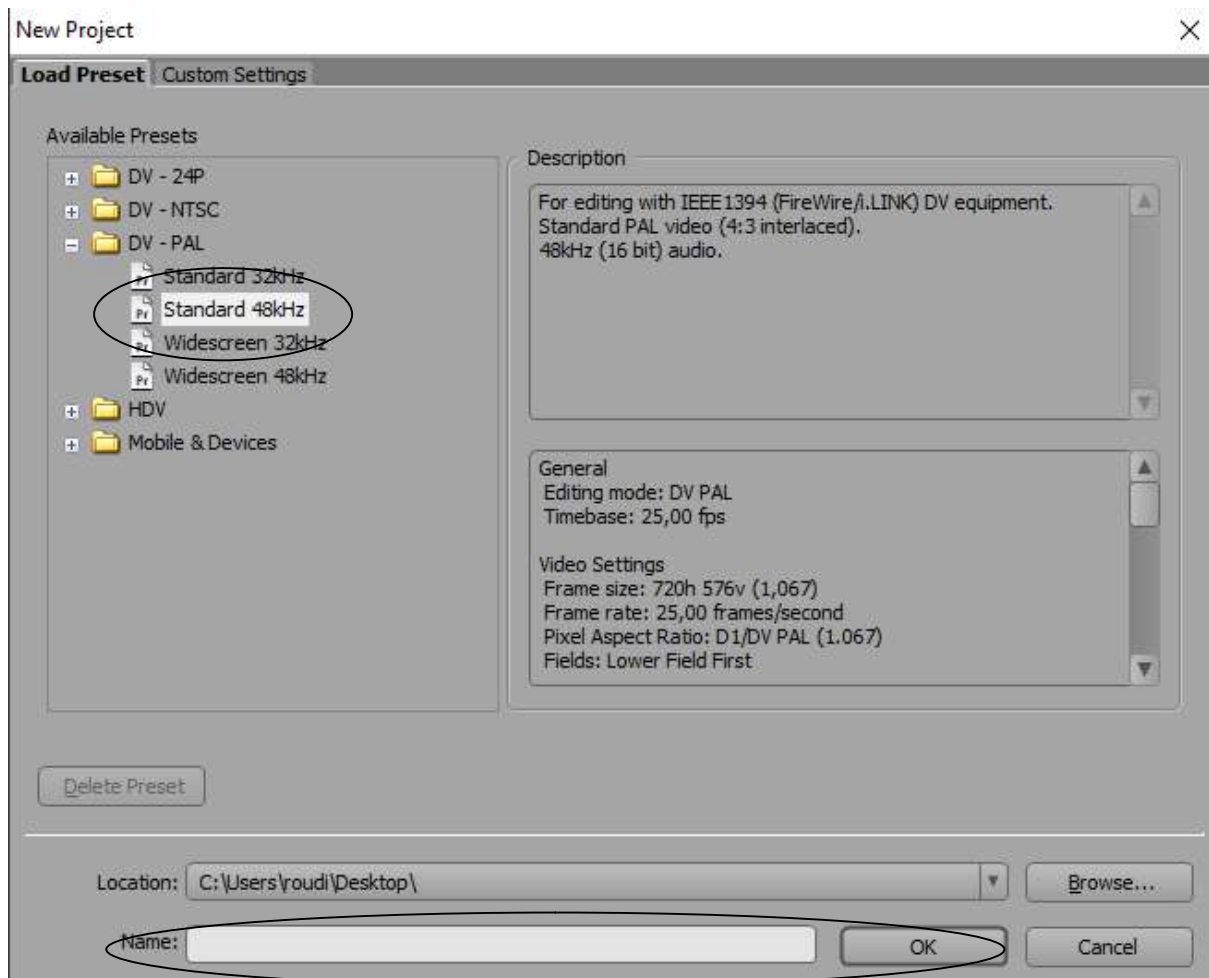 New Project
Load Preset Custom Settings
Available Presets
DV - 24P
DV - NTSC
DV - PAL
Pr Standard 32kHz
Pr Standard 48kHz
Pr Widescreen 32kHz
Pr Widescreen 48kHz
HDV
Mobile & Devices
Description
For editing with IEEE1394 (FireWire/i.LINK) DV equipment.
Standard PAL video (4:3 interlaced).
48kHz (16 bit) audio.
General
Editing mode: DV PAL
Timebase: 25,00 fps
Video Settings
Frame size: 720h 576v (1,067)
Frame rate: 25,00 frames/second
Pixel Aspect Ratio: D1/DV PAL (1.067)
Fields: Lower Field First
Delete Preset
Location: C:\Users\roudi\Desktop\ Browse...
Name: OK Cancel